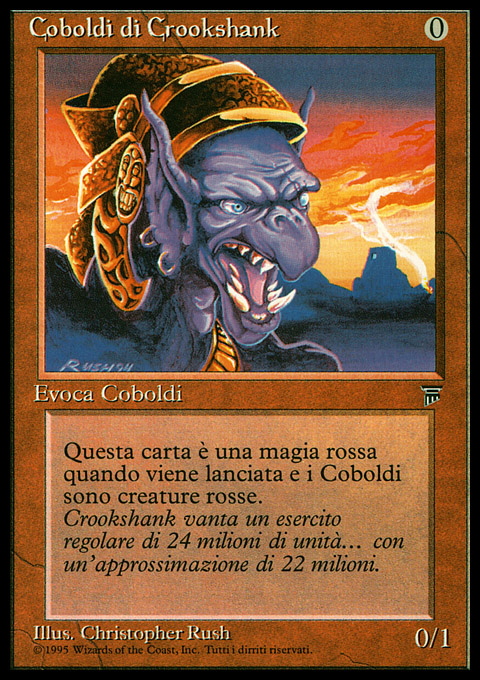 Coboldi di Crookshank 0
RUSH94
Evoca Coboldi
Questa carta è una magia rossa
quando viene lanciata e i Coboldi
sono creature rosse.
Crookshank vanta un esercito
regolare di 24 milioni di unità... con
un'approssimazione di 22 milioni.
Illus. Christopher Rush
0/1
©1995 Wizards of the Coast, Inc. Tutti i dirriti riservati.